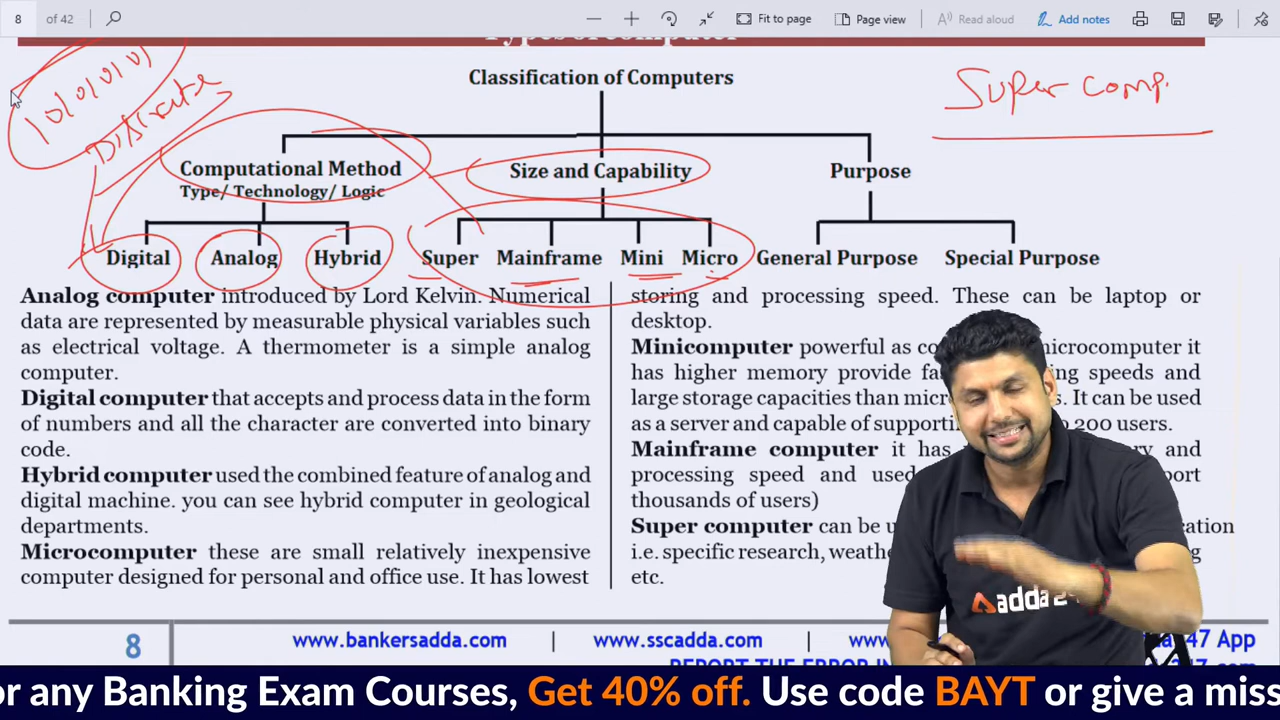 8 of 42 Fit to page Page view Read aloud Add notes
Types of computer
Classification of Computers
Super comp.
10101010101
Discrate
Computational Method
Type/ Technology/ Logic
Size and Capability
Purpose
Digital Analog Hybrid Super Mainframe Mini Micro General Purpose Special Purpose
Analog computer introduced by Lord Kelvin. Numerical
data are represented by measurable physical variables such
as electrical voltage. A thermometer is a simple analog
computer.
Digital computer that accepts and process data in the form
of numbers and all the character are converted into binary
code.
Hybrid computer used the combined feature of analog and
digital machine. you can see hybrid computer in geological
departments.
Microcomputer these are small relatively inexpensive
computer designed for personal and office use. It has lowest
storing and processing speed. These can be laptop or
desktop.
Minicomputer powerful as microcomputer it
has higher memory provide speeds and
large storage capacities than It can be used
as a server and capable of 200 users.
Mainframe computer it has and
processing speed and used
thousands of users)
Super computer can be
i.e. specific research,
etc.
8 www.bankersadda.com | www.sscadda.com | App
adda 24
or any Banking Exam Courses, Get 40% off. Use code BAYT or give a miss